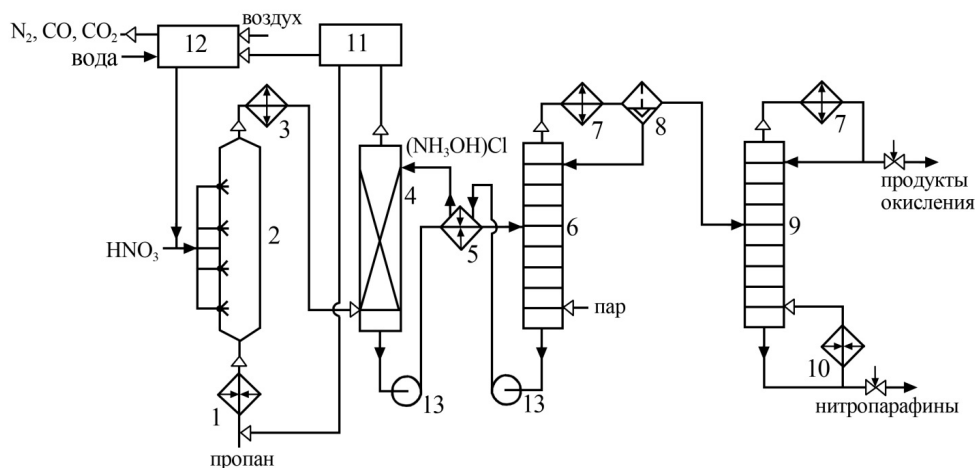 N₂, CO, CO₂
воздух
вода
12
11
3
(NH₃OH)Cl
7
8
7
4
продукты
окисления
HNO₃
2
5
6
9
пар
1
13
13
10
нитропарафины
пропан